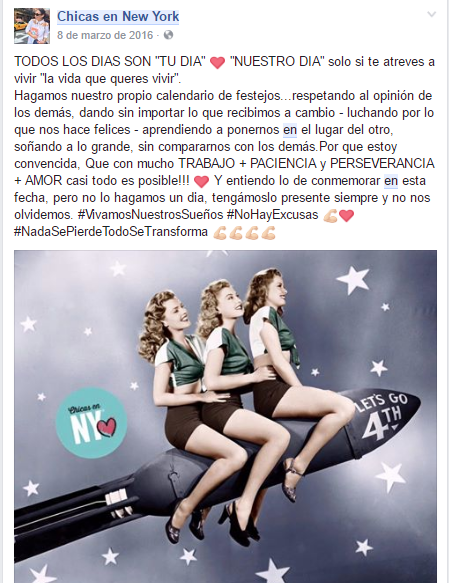 Chicas en New York
8 de marzo de 2016 ·
TODOS LOS DIAS SON "TU DIA" ❤ "NUESTRO DIA" solo si te atreves a
vivir "la vida que queres vivir".
Hagamos nuestro propio calendario de festejos...respetando al opinión de
los demás, dando sin importar lo que recibimos a cambio - luchando por lo
que nos hace felices - aprendiendo a ponernos en el lugar del otro,
soñando a lo grande, sin compararnos con los demás.Por que estoy
convencida, Que con mucho TRABAJO + PACIENCIA y PERSEVERANCIA
+ AMOR casi todo es posible!!! ❤ Y entiendo lo de conmemorar en esta
fecha, pero no lo hagamos un dia, tengámoslo presente siempre y no nos
olvidemos. #VivamosNuestrosSueños #NoHayExcusas 💪❤
#NadaSePierdeTodoSeTransforma 💪💪💪💪
Chicas en
NY
LET'S GO
4TH